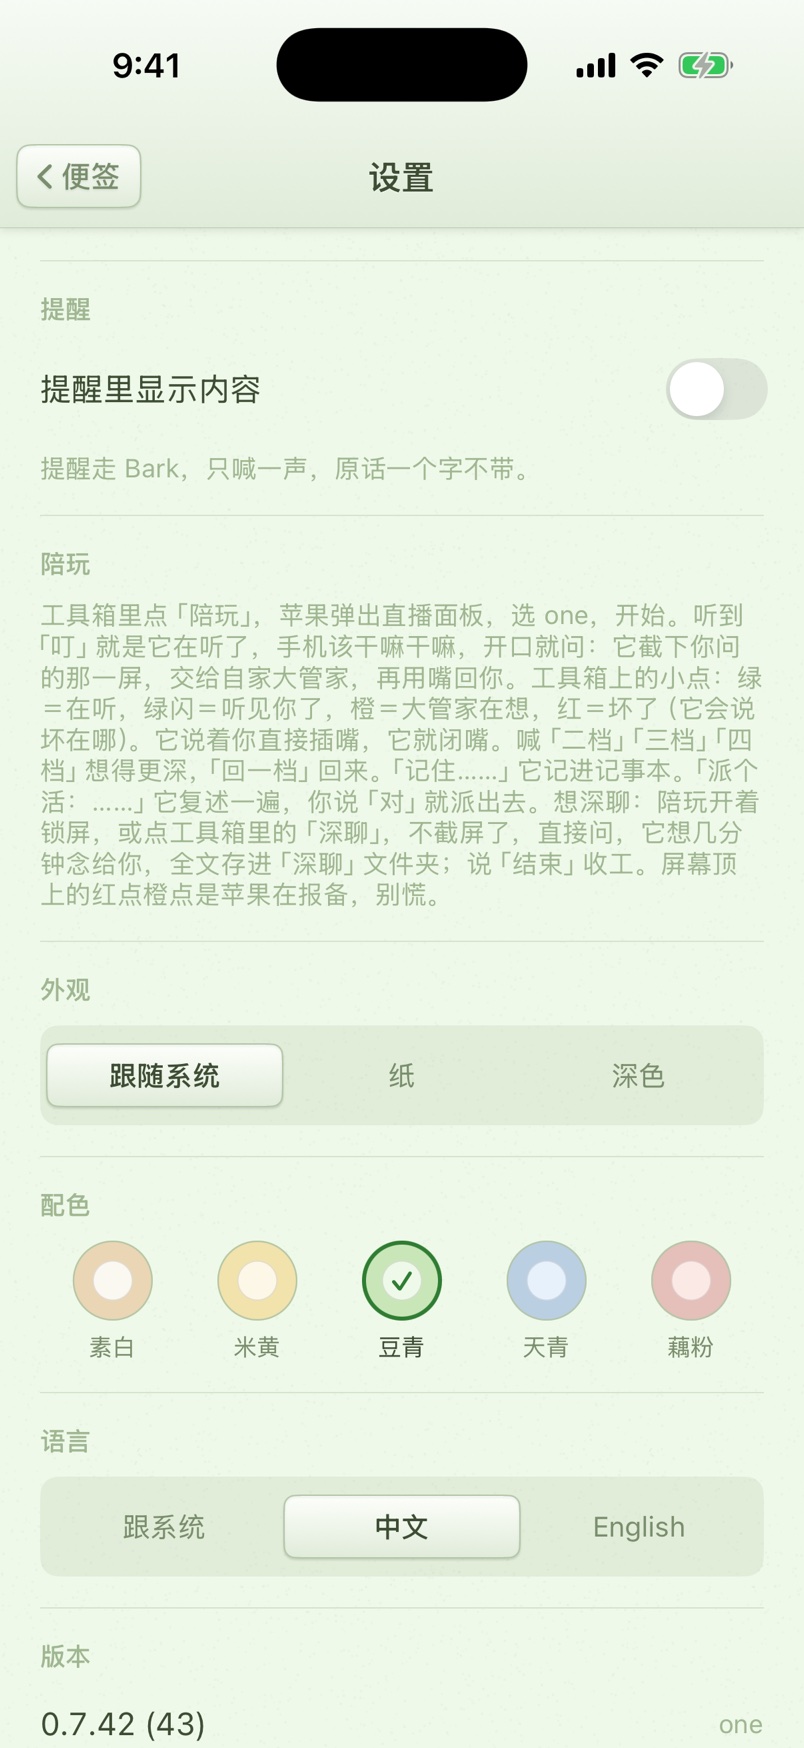 9:41
便签
设置
提醒
提醒里显示内容
提醒走 Bark，只喊一声，原话一个字不带。
陪玩
工具箱里点「陪玩」，苹果弹出直播面板，选 one，开始。听到
「叮」就是它在听了，手机该干嘛干嘛，开口就问：它截下你问
的那一屏，交给自家大管家，再用嘴回你。工具箱上的小点：绿
＝在听，绿闪＝听见你了，橙＝大管家在想，红＝坏了（它会说
坏在哪）。它说着你直接插嘴，它就闭嘴。喊「二档」「三档」「四
档」想得更深，「回一档」回来。「记住……」它记进记事本。「派个
活：……」它复述一遍，你说「对」就派出去。想深聊：陪玩开着
锁屏，或点工具箱里的「深聊」，不截屏了，直接问，它想几分
钟念给你，全文存进「深聊」文件夹；说「结束」收工。屏幕顶
上的红点橙点是苹果在报备，别慌。
外观
跟随系统
纸
深色
配色
素白
米黄
豆青
天青
藕粉
语言
跟系统
中文
English
版本
0.7.42 (43)
one